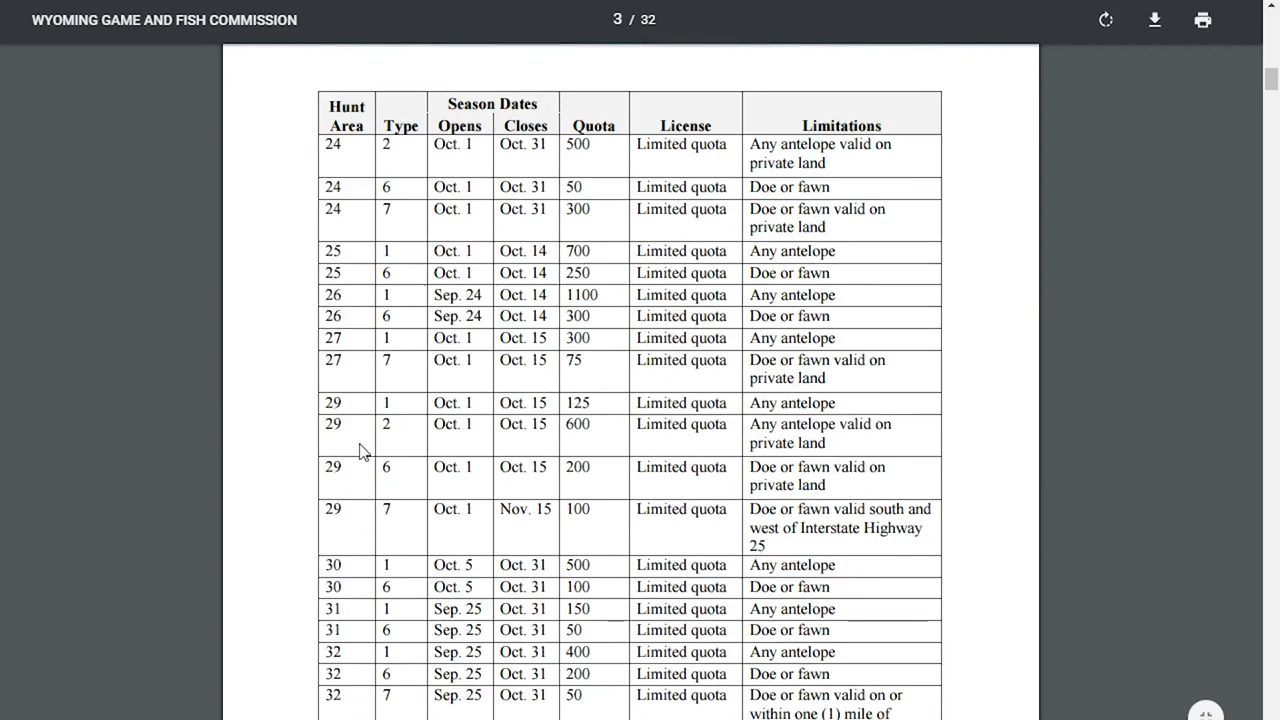 WYOMING GAME AND FISH COMMISSION 3 / 32
Season Dates
Hunt Area Type Opens Closes Quota License Limitations
24 2 Oct. 1 Oct. 31 500 Limited quota Any antelope valid on
private land
24 6 Oct. 1 Oct. 31 50 Limited quota Doe or fawn
24 7 Oct. 1 Oct. 31 300 Limited quota Doe or fawn valid on
private land
25 1 Oct. 1 Oct. 14 700 Limited quota Any antelope
25 6 Oct. 1 Oct. 14 250 Limited quota Doe or fawn
26 1 Sep. 24 Oct. 14 1100 Limited quota Any antelope
26 6 Sep. 24 Oct. 14 300 Limited quota Doe or fawn
27 1 Oct. 1 Oct. 15 300 Limited quota Any antelope
27 7 Oct. 1 Oct. 15 75 Limited quota Doe or fawn valid on
private land
29 1 Oct. 1 Oct. 15 125 Limited quota Any antelope
29 2 Oct. 1 Oct. 15 600 Limited quota Any antelope valid on
private land
29 6 Oct. 1 Oct. 15 200 Limited quota Doe or fawn valid on
private land
29 7 Oct. 1 Nov. 15 100 Limited quota Doe or fawn valid south and
west of Interstate Highway
25
30 1 Oct. 5 Oct. 31 500 Limited quota Any antelope
30 6 Oct. 5 Oct. 31 100 Limited quota Doe or fawn
31 1 Sep. 25 Oct. 31 150 Limited quota Any antelope
31 6 Sep. 25 Oct. 31 50 Limited quota Doe or fawn
32 1 Sep. 25 Oct. 31 400 Limited quota Any antelope
32 6 Sep. 25 Oct. 31 200 Limited quota Doe or fawn
32 7 Sep. 25 Oct. 31 50 Limited quota Doe or fawn valid on or
within one (1) mile of